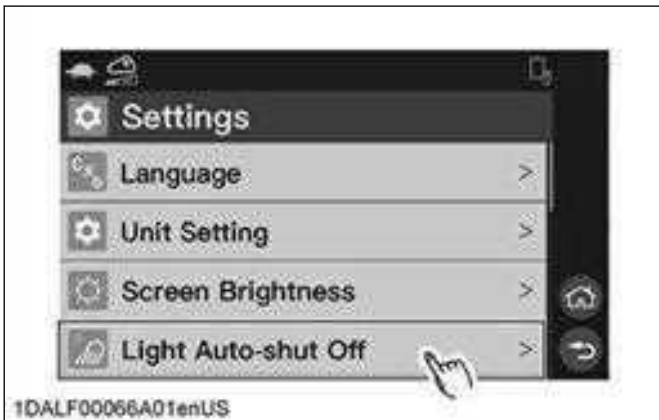 Settings
Language >
Unit Setting >
Screen Brightness >
Light Auto-shut Off >
1DALF00066A01enUS